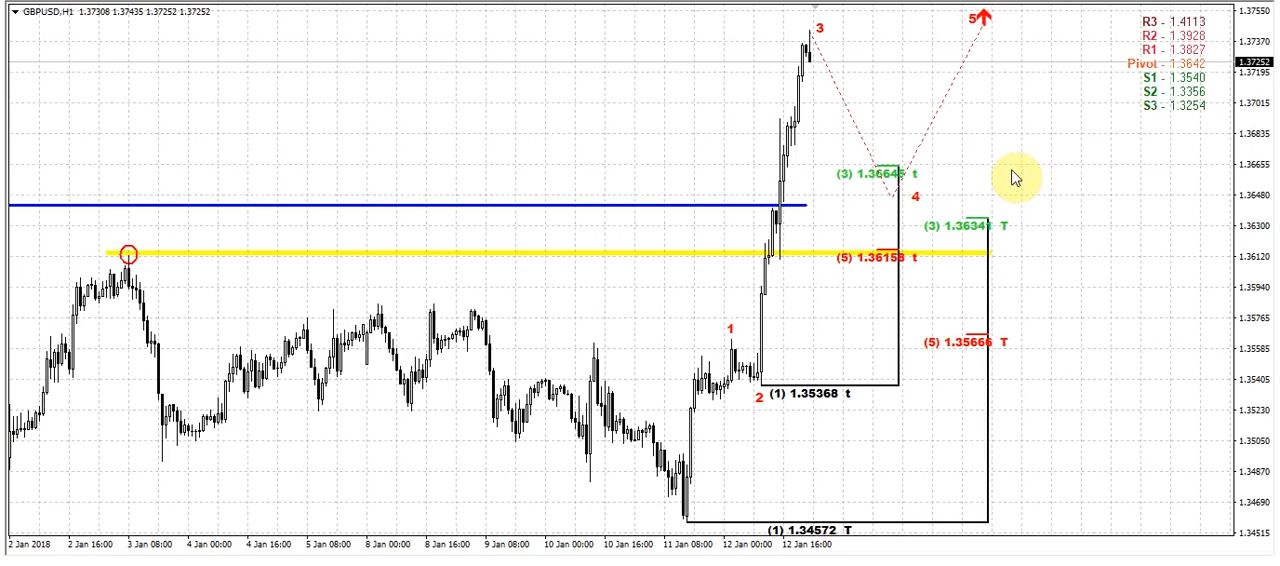 GBPUSD,H1 1.37308 1.37435 1.37252 1.37252
3
5
R3 - 1.4113
R2 - 1.3928
R1 - 1.3827
Pivot - 1.3642
S1 - 1.3540
S2 - 1.3356
S3 - 1.3254
1.37550
1.37370
1.37252
1.37195
1.37015
1.36835
1.36655
1.36480
1.36300
1.36120
1.35940
1.35765
1.35585
1.35405
1.35230
1.35050
1.34870
1.34690
1.34515
(3) 1.36645 t
4
(3) 1.36341 T
(5) 1.36158 t
1
(5) 1.35666 T
2
(1) 1.35368 t
(1) 1.34572 T
2 Jan 2018
2 Jan 16:00
3 Jan 08:00
4 Jan 00:00
4 Jan 16:00
5 Jan 08:00
8 Jan 00:00
8 Jan 16:00
9 Jan 08:00
10 Jan 00:00
10 Jan 16:00
11 Jan 08:00
12 Jan 00:00
12 Jan 16:00